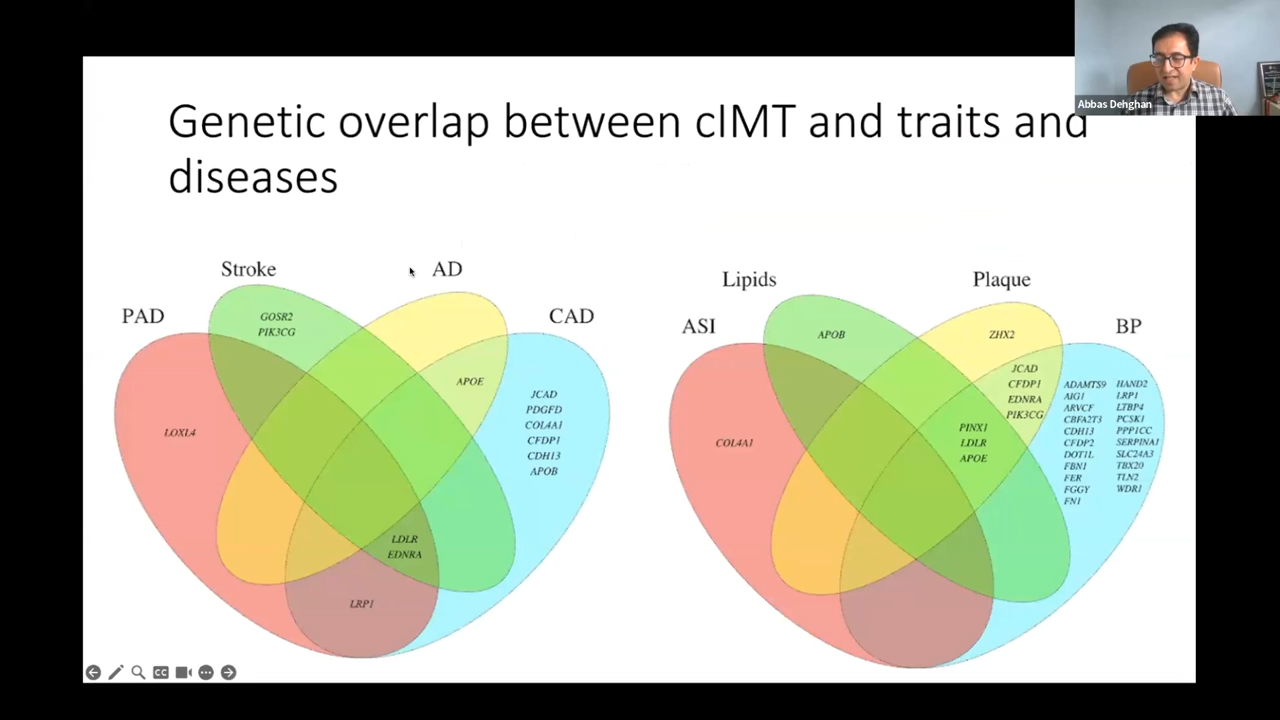 Abbas Dehghan
Genetic overlap between cIMT and traits and
diseases
Stroke
AD
PAD
CAD
GOSR2
PIK3CG
APOE
JCAD
PDGFD
COL4A1
CFDP1
CDH13
APOB
LOXL4
LDLR
EDNRA
LRP1
Lipids
Plaque
ASI
BP
APOB
ZHX2
JCAD
CFDP1
EDNRA
PIK3CG
PINX1
LDLR
APOE
COL4A1
ADAMTS9 HAND2
AIG1 LRP1
ARVCF LTBP4
CBFA2T3 PCSK1
CDH13 PPP1CC
CFDP2 SERPINA1
DOT1L SLC24A3
FBN1 TBX20
FER TLN2
FGGY WDR1
FN1
CC